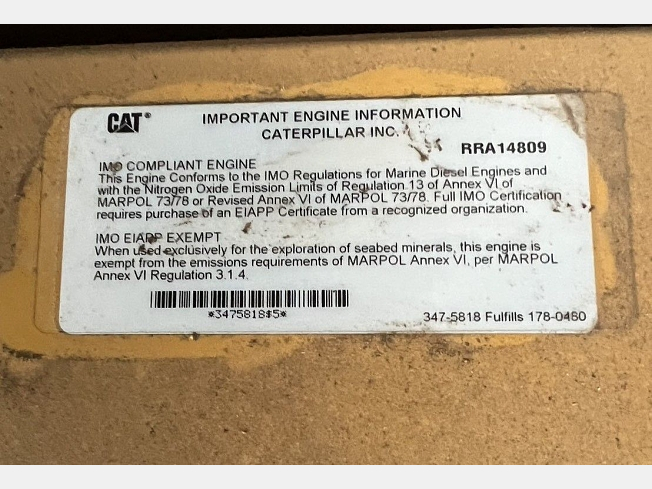 CAT®
IMPORTANT ENGINE INFORMATION
CATERPILLAR INC.
RRA14809
IMO COMPLIANT ENGINE
This Engine Conforms to the IMO Regulations for Marine Diesel Engines and
with the Nitrogen Oxide Emission Limits of Regulation 13 of Annex VI of
MARPOL 73/78 or Revised Annex VI of MARPOL 73/78. Full IMO Certification
requires purchase of an EIAPP Certificate from a recognized organization.
IMO EIAPP EXEMPT
When used exclusively for the exploration of seabed minerals, this engine is
exempt from the emissions requirements of MARPOL Annex VI, per MARPOL
Annex VI Regulation 3.1.4.
*3475818$5*
347-5818 Fulfills 178-0460